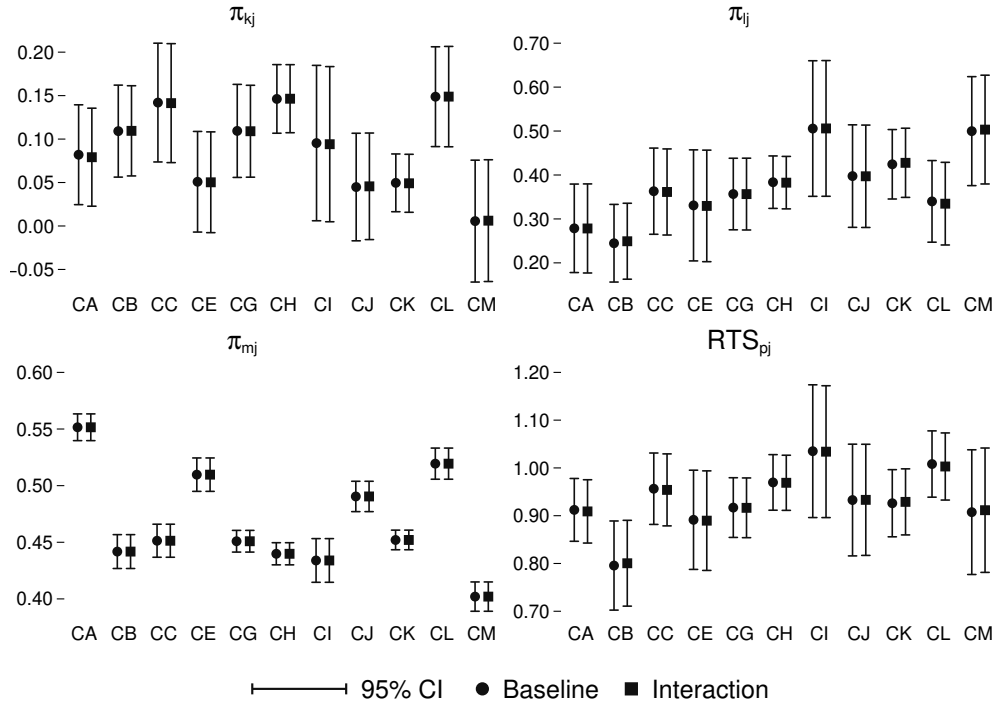 πkj
0.20
0.15
0.10
0.05
0.00
−0.05
CA CB CC CE CG CH CI CJ CK CL CM
πlj
0.70
0.60
0.50
0.40
0.30
0.20
CA CB CC CE CG CH CI CJ CK CL CM
πmj
0.60
0.55
0.50
0.45
0.40
CA CB CC CE CG CH CI CJ CK CL CM
RTSpj
1.20
1.10
1.00
0.90
0.80
0.70
CA CB CC CE CG CH CI CJ CK CL CM
95% CI Baseline Interaction